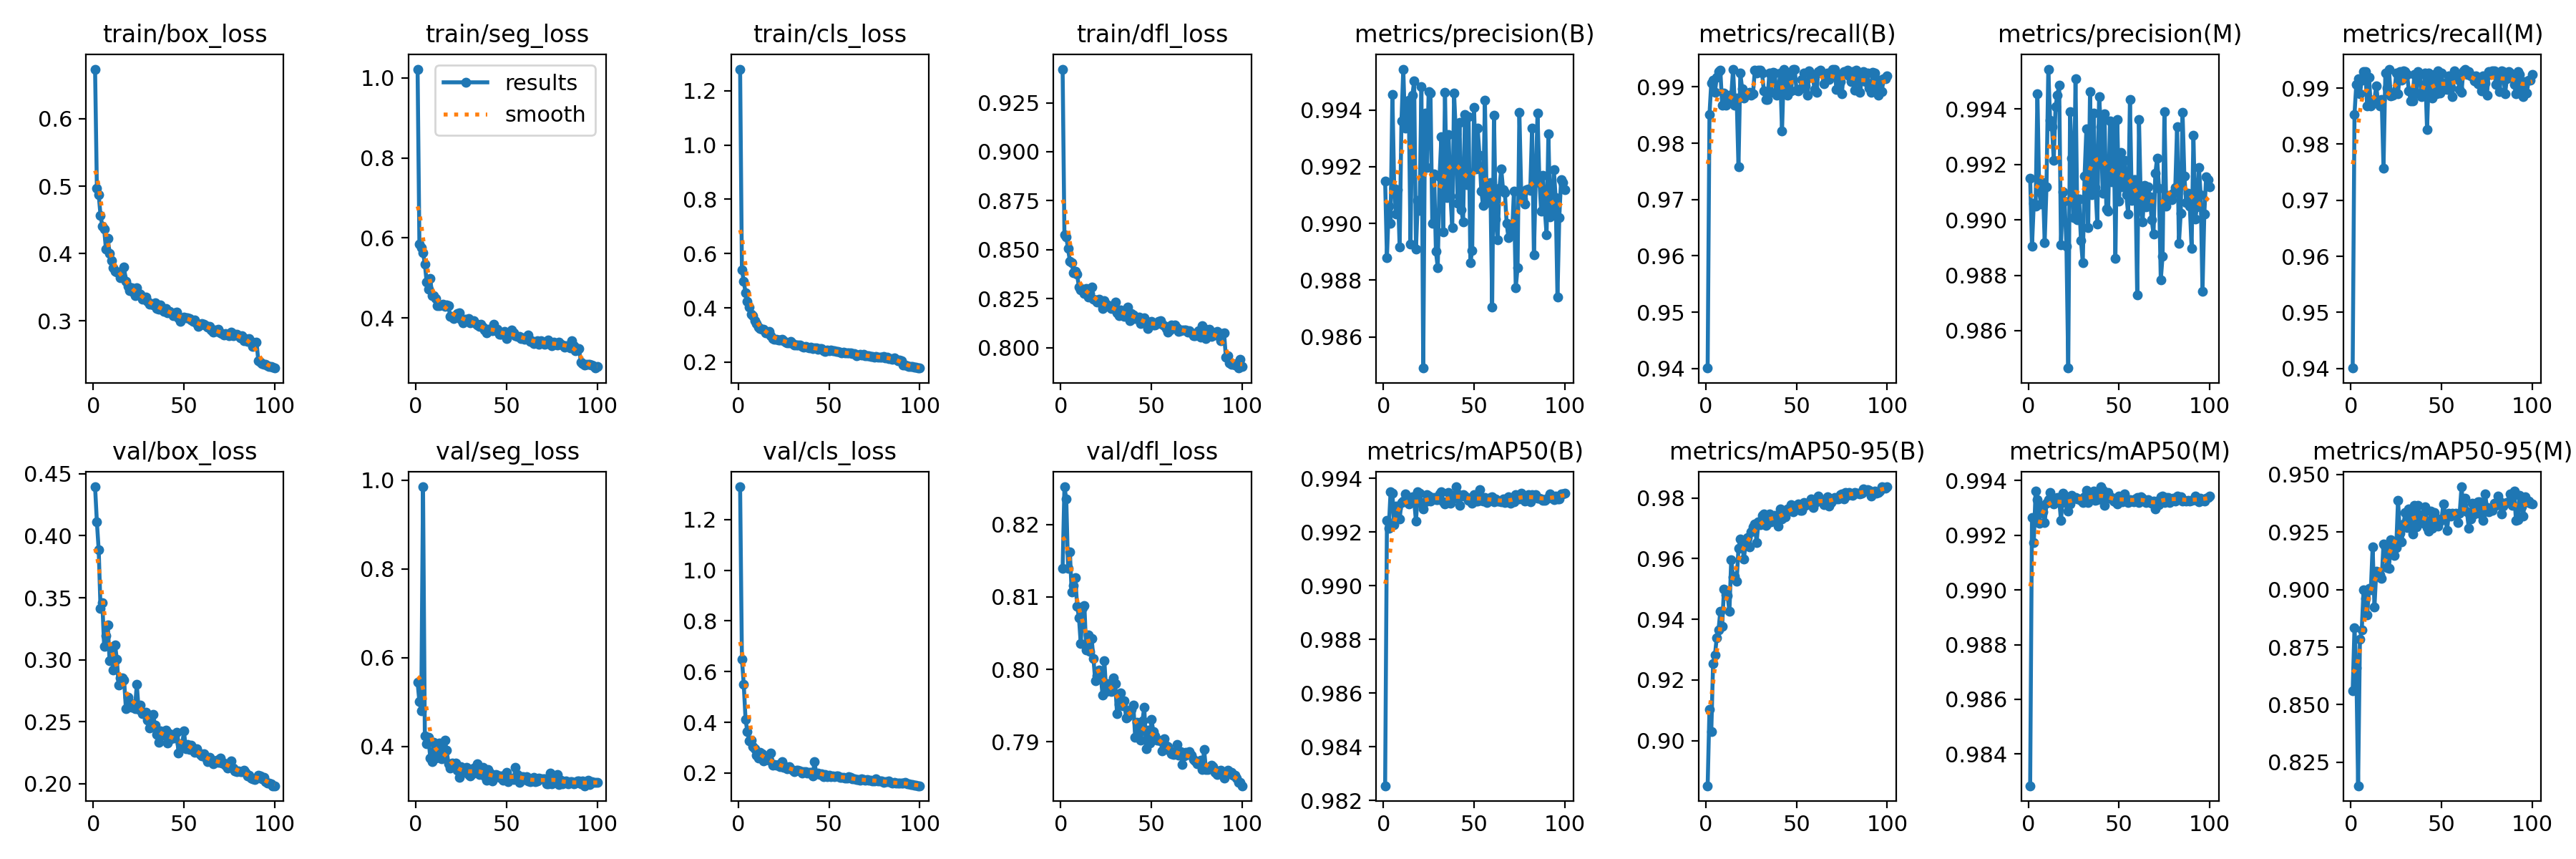 train/box_loss
train/seg_loss
train/cls_loss
train/dfl_loss
metrics/precision(B)
metrics/recall(B)
metrics/precision(M)
metrics/recall(M)
results
smooth
0.6
0.5
0.4
0.3
0 50 100
1.0
0.8
0.6
0.4
0 50 100
1.2
1.0
0.8
0.6
0.4
0.2
0 50 100
0.925
0.900
0.875
0.850
0.825
0.800
0 50 100
0.994
0.992
0.990
0.988
0.986
0 50 100
0.99
0.98
0.97
0.96
0.95
0.94
0 50 100
0.994
0.992
0.990
0.988
0.986
0 50 100
0.99
0.98
0.97
0.96
0.95
0.94
0 50 100
val/box_loss
val/seg_loss
val/cls_loss
val/dfl_loss
metrics/mAP50(B)
metrics/mAP50-95(B)
metrics/mAP50(M)
metrics/mAP50-95(M)
0.45
0.40
0.35
0.30
0.25
0.20
0 50 100
1.0
0.8
0.6
0.4
0 50 100
1.2
1.0
0.8
0.6
0.4
0.2
0 50 100
0.82
0.81
0.80
0.79
0 50 100
0.994
0.992
0.990
0.988
0.986
0.984
0.982
0 50 100
0.98
0.96
0.94
0.92
0.90
0 50 100
0.994
0.992
0.990
0.988
0.986
0.984
0 50 100
0.950
0.925
0.900
0.875
0.850
0.825
0 50 100